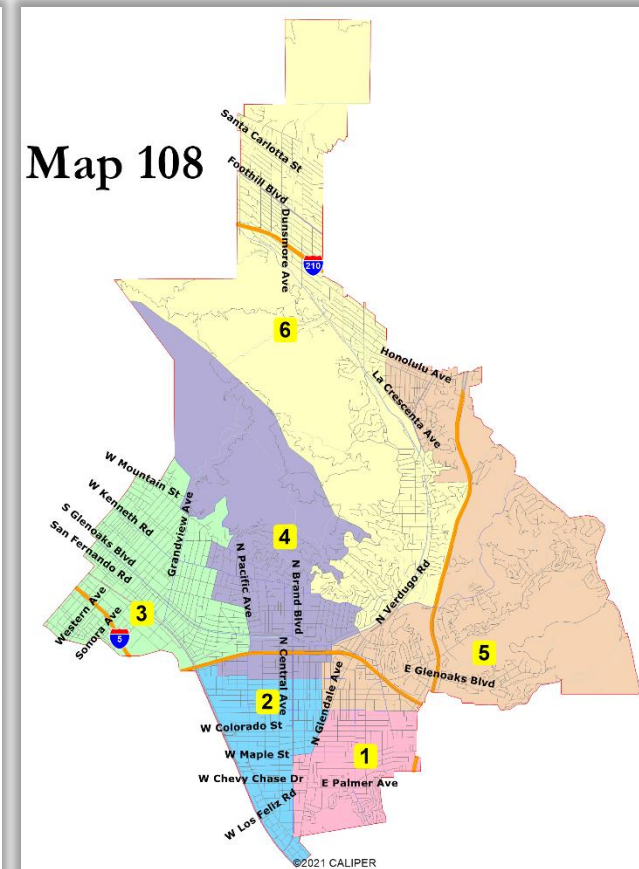 Map 108
Santa Carlotta St
Foothill Blvd
Dunsmore Ave
210
6
Honolulu Ave
La Crescenta Ave
W Mountain St
W Kenneth Rd
Grandview Ave
S Glenoaks Blvd
San Fernando Rd
4
N Pacific Ave
N Brand Blvd
N Verdugo Rd
Western Ave
3
Sonora Ave
5
N Central Ave
5
E Glenoaks Blvd
2
N Glendale Ave
W Colorado St
W Maple St
1
W Chevy Chase Dr
E Palmer Ave
W Los Feliz Rd
©2021 CALIPER